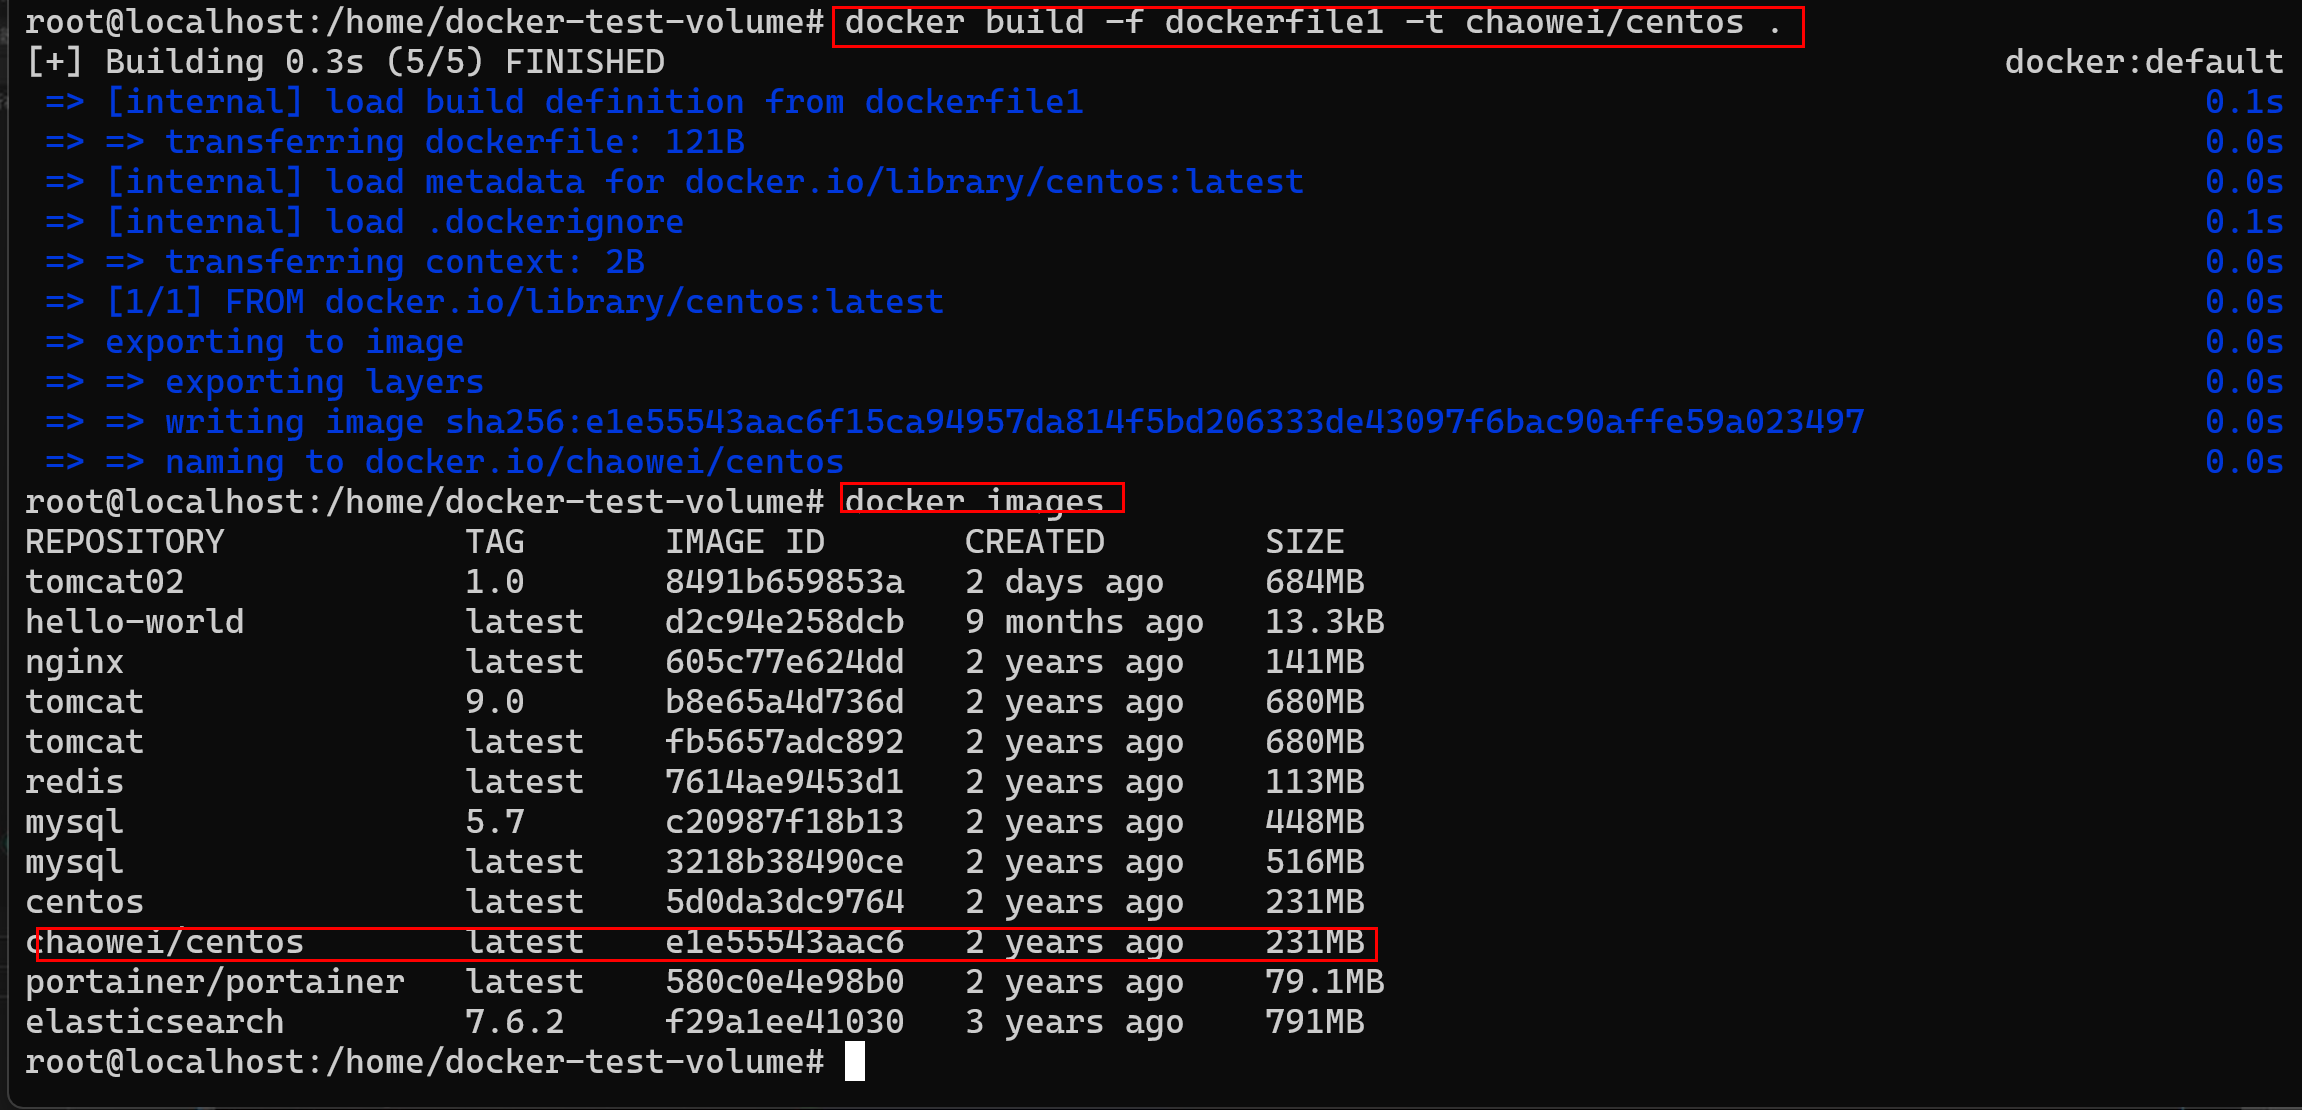 root@localhost:/home/docker-test-volume# docker build -f dockerfile1 -t chaowei/centos .
[+] Building 0.3s (5/5) FINISHED docker:default
=> [internal] load build definition from dockerfile1 0.1s
=> => transferring dockerfile: 121B 0.0s
=> [internal] load metadata for docker.io/library/centos:latest 0.0s
=> [internal] load .dockerignore 0.1s
=> => transferring context: 2B 0.0s
=> [1/1] FROM docker.io/library/centos:latest 0.0s
=> exporting to image 0.0s
=> => exporting layers 0.0s
=> => writing image sha256:e1e55543aac6f15ca94957da814f5bd206333de43097f6bac90affe59a023497 0.0s
=> => naming to docker.io/chaowei/centos 0.0s
root@localhost:/home/docker-test-volume# docker images
REPOSITORY TAG IMAGE ID CREATED SIZE
tomcat02 1.0 8491b659853a 2 days ago 684MB
hello-world latest d2c94e258dcb 9 months ago 13.3kB
nginx latest 605c77e624dd 2 years ago 141MB
tomcat 9.0 b8e65a4d736d 2 years ago 680MB
tomcat latest fb5657adc892 2 years ago 680MB
redis latest 7614ae9453d1 2 years ago 113MB
mysql 5.7 c20987f18b13 2 years ago 448MB
mysql latest 3218b38490ce 2 years ago 516MB
centos latest 5d0da3dc9764 2 years ago 231MB
chaowei/centos latest e1e55543aac6 2 years ago 231MB
portainer/portainer latest 580c0e4e98b0 2 years ago 79.1MB
elasticsearch 7.6.2 f29a1ee41030 3 years ago 791MB
root@localhost:/home/docker-test-volume#